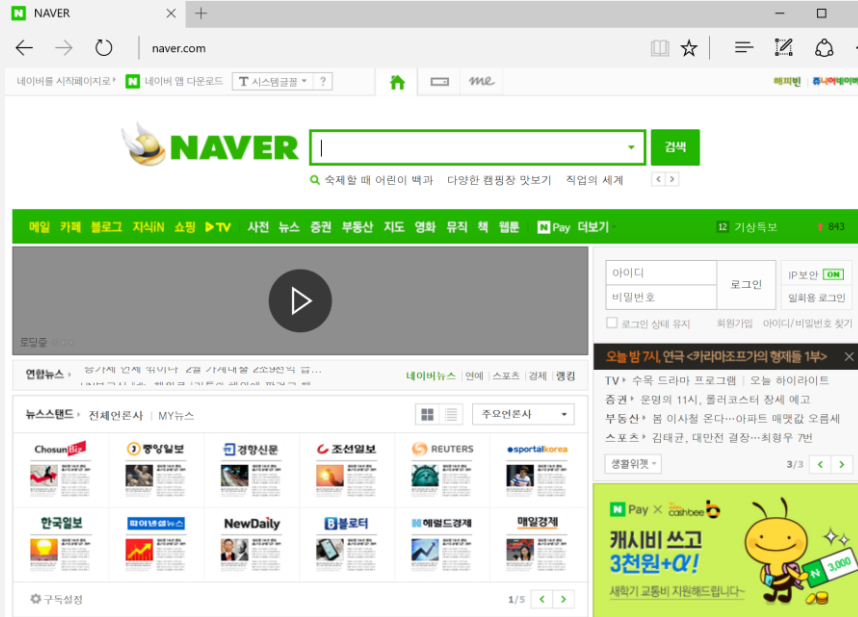 NAVER
naver.com
네이버를 시작페이지로 네이버 앱 다운로드 T 시스템글꼴 ? me 해피빈 쥬니어네이버
NAVER 검색
숙제할 때 어린이 백과 다양한 캠핑장 맛보기 직업의 세계
메일 카페 블로그 지식iN 쇼핑 TV 사전 뉴스 증권 부동산 지도 영화 뮤직 책 웹툰 N Pay 더보기 12 기상특보 843
로딩중
아이디 로그인 IP보안 ON
비밀번호 일회용 로그인
로그인 상태 유지 회원가입 아이디/비밀번호 찾기
오늘 밤 7시, 연극 <카라마조프가의 형제들 1부>
연합뉴스 네이버뉴스 연예 스포츠 경제 랭킹
TV 수목 드라마 프로그램 오늘 하이라이트
증권 운명의 11시, 롤러코스터 장세 예고
부동산 봄 이사철 온다…아파트 매맷값 오름세
스포츠 김태균, 대만전 결장…최형우 7번
생활위젯 3/3
뉴스스탠드 전체언론사 MY뉴스 주요언론사
ChosunBiz 중앙일보 경향신문 조선일보 REUTERS sportalkorea
한국일보 파이낸셜뉴스 NewDaily 블로터 헤럴드경제 매일경제
구독설정 1/5
N Pay × cashbee
캐시비 쓰고
3천원+α!
새학기 교통비 지원해드립니다~
N 3,000